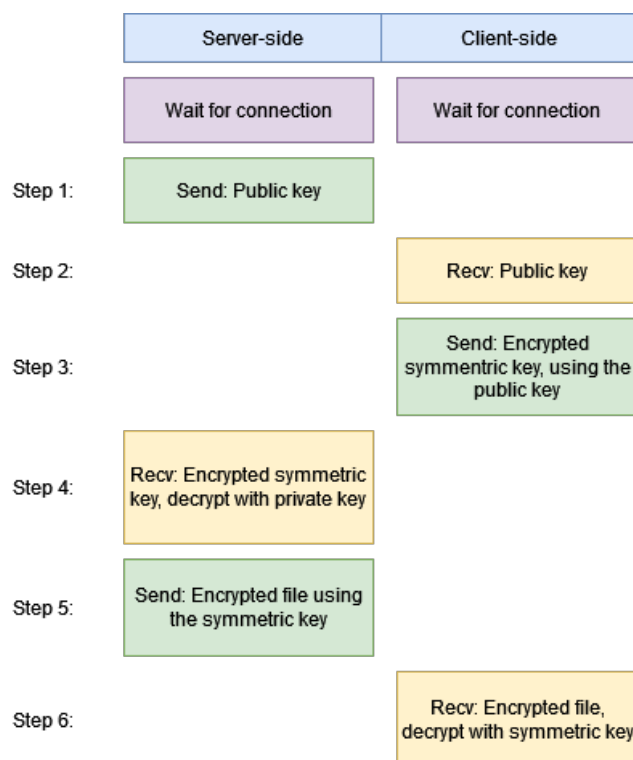 Server-side
Client-side
Wait for connection
Wait for connection
Step 1:
Send: Public key
Step 2:
Recv: Public key
Step 3:
Send: Encrypted
symmentric key, using the
public key
Step 4:
Recv: Encrypted symmetric
key, decrypt with private key
Step 5:
Send: Encrypted file using
the symmetric key
Step 6:
Recv: Encrypted file,
decrypt with symmetric key